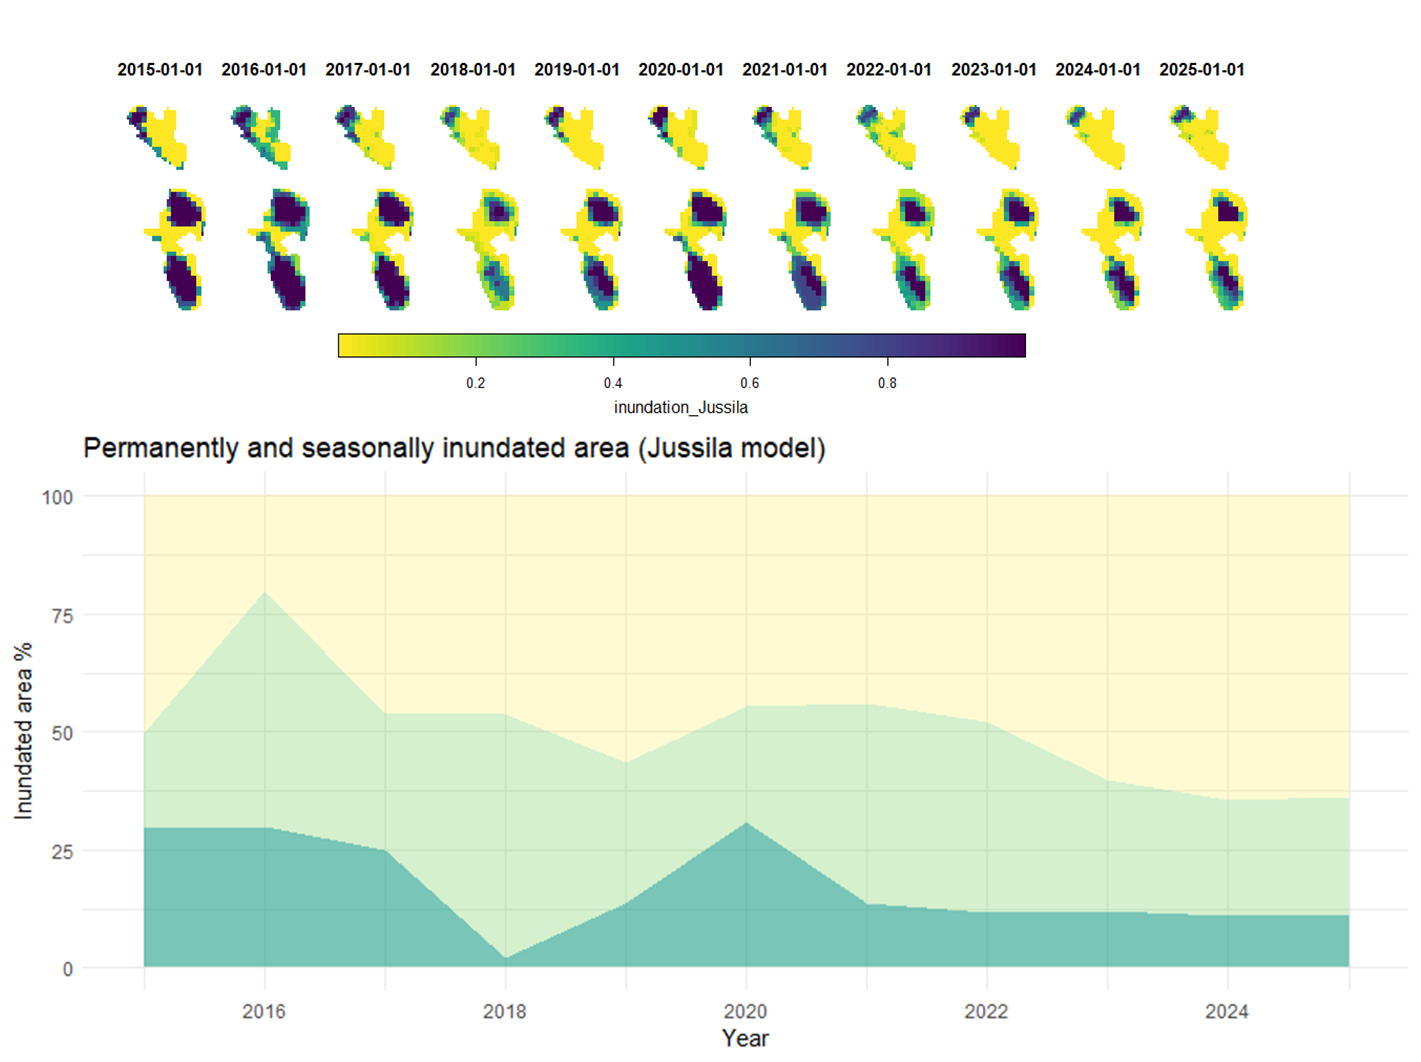 2015-01-01 2016-01-01 2017-01-01 2018-01-01 2019-01-01 2020-01-01 2021-01-01 2022-01-01 2023-01-01 2024-01-01 2025-01-01
0.2 0.4 0.6 0.8
inundation_Jussila
Permanently and seasonally inundated area (Jussila model)
Inundated area %
100
75
50
25
0
2016 2018 2020 2022 2024
Year